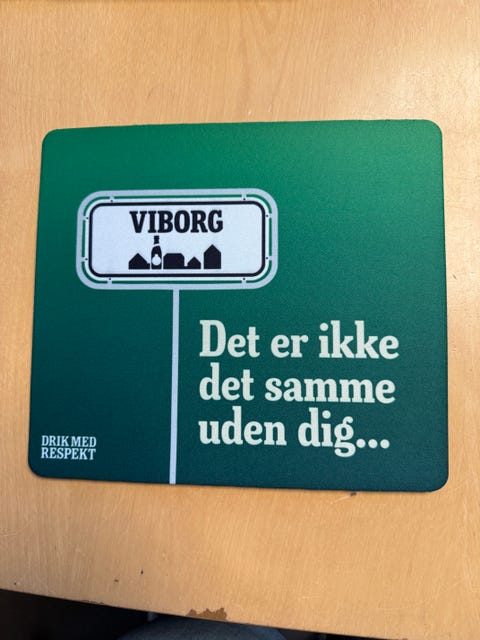 VIBORG
Det er ikke
det samme
uden dig...
DRIK MED
RESPEKT